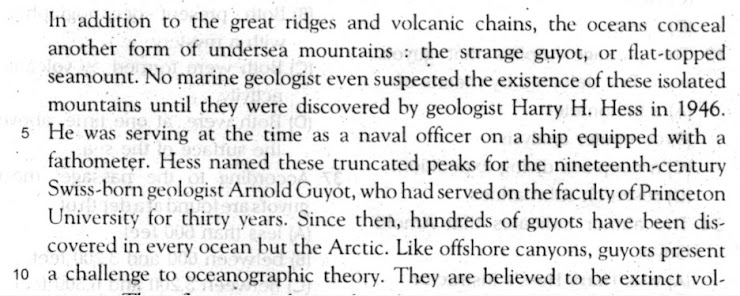 In addition to the great ridges and volcanic chains, the oceans conceal
another form of undersea mountains : the strange guyot, or flat-topped
seamount. No marine geologist even suspected the existence of these isolated
mountains until they were discovered by geologist Harry H. Hess in 1946.
5 He was serving at the time as a naval officer on a ship equipped with a
fathometer. Hess named these truncated peaks for the nineteenth-century
Swiss-born geologist Arnold Guyot, who had served on the faculty of Princeton
University for thirty years. Since then, hundreds of guyots have been dis-
covered in every ocean but the Arctic. Like offshore canyons, guyots present
10 a challenge to oceanographic theory. They are believed to be extinct vol-